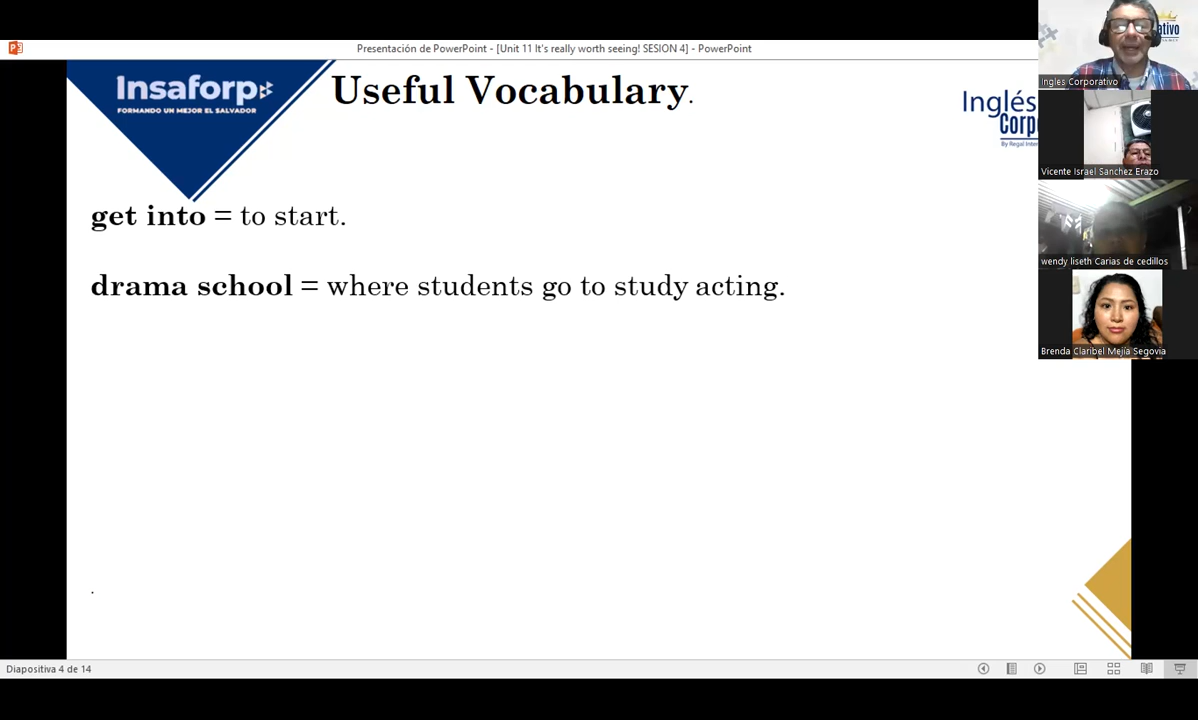 Presentación de PowerPoint - [Unit 11 It's really worth seeing! SESION 4] - PowerPoint
Insaforp
FORMANDO UN MEJOR EL SALVADOR
Useful Vocabulary.
Inglés
Corp
By Regal Inter
get into = to start.
drama school = where students go to study acting.
.
Diapositiva 4 de 14
ativo
Ingles Corporativo
Vicente Israel Sanchez Erazo
wendy liseth Carias de cedillos
Brenda Claribel Mejía Segovia